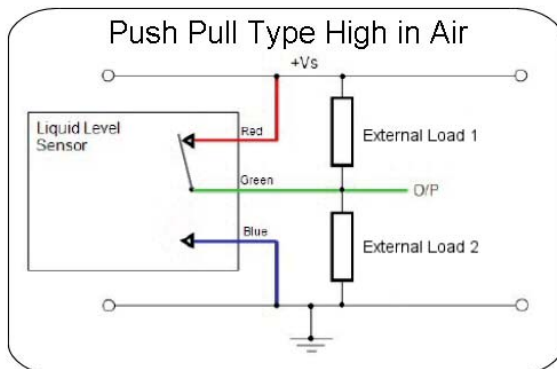 Push Pull Type High in Air
+Vs
Liquid Level
Sensor
Red
External Load 1
Green
O/P
Blue
External Load 2